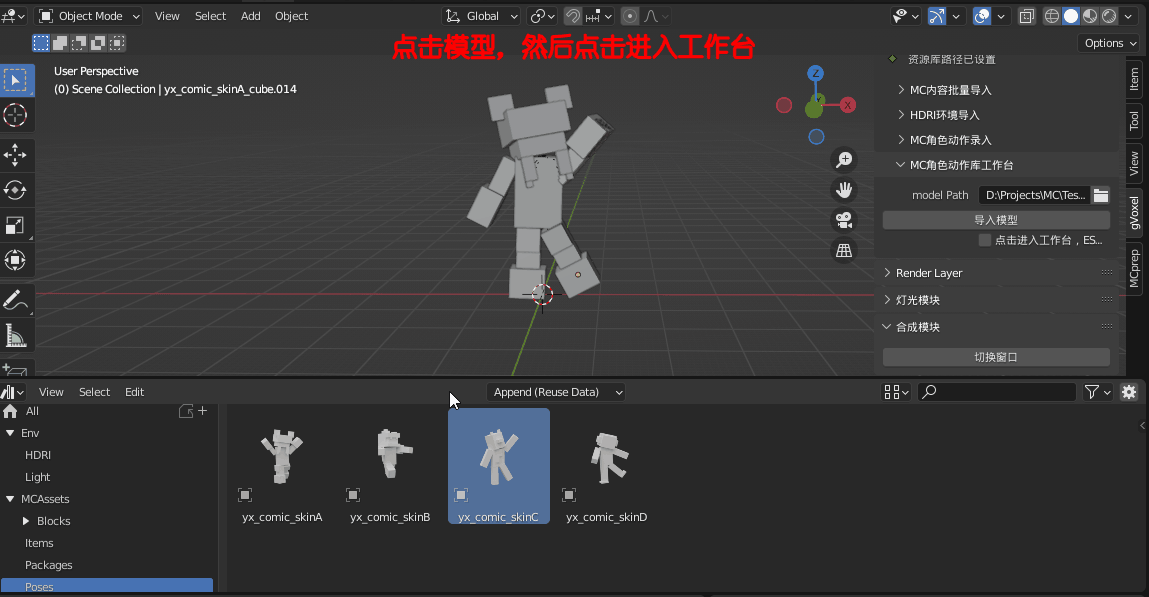 Object Mode View Select Add Object Global
点击模型，然后点击进入工作台
Options
User Perspective
(0) Scene Collection | yx_comic_skinA_cube.014
Z
X
资源库路径已设置
MC内容批量导入
HDRI环境导入
MC角色动作录入
MC角色动作库工作台
model Path D:\Projects\MC\Tes...
导入模型
点击进入工作台，ES...
Render Layer
灯光模块
合成模块
切换窗口
Item
Tool
View
gVoxel
MCprep
View Select Edit Append (Reuse Data)
All
Env
HDRI
Light
MCAssets
Blocks
Items
Packages
Poses
yx_comic_skinA yx_comic_skinB yx_comic_skinC yx_comic_skinD